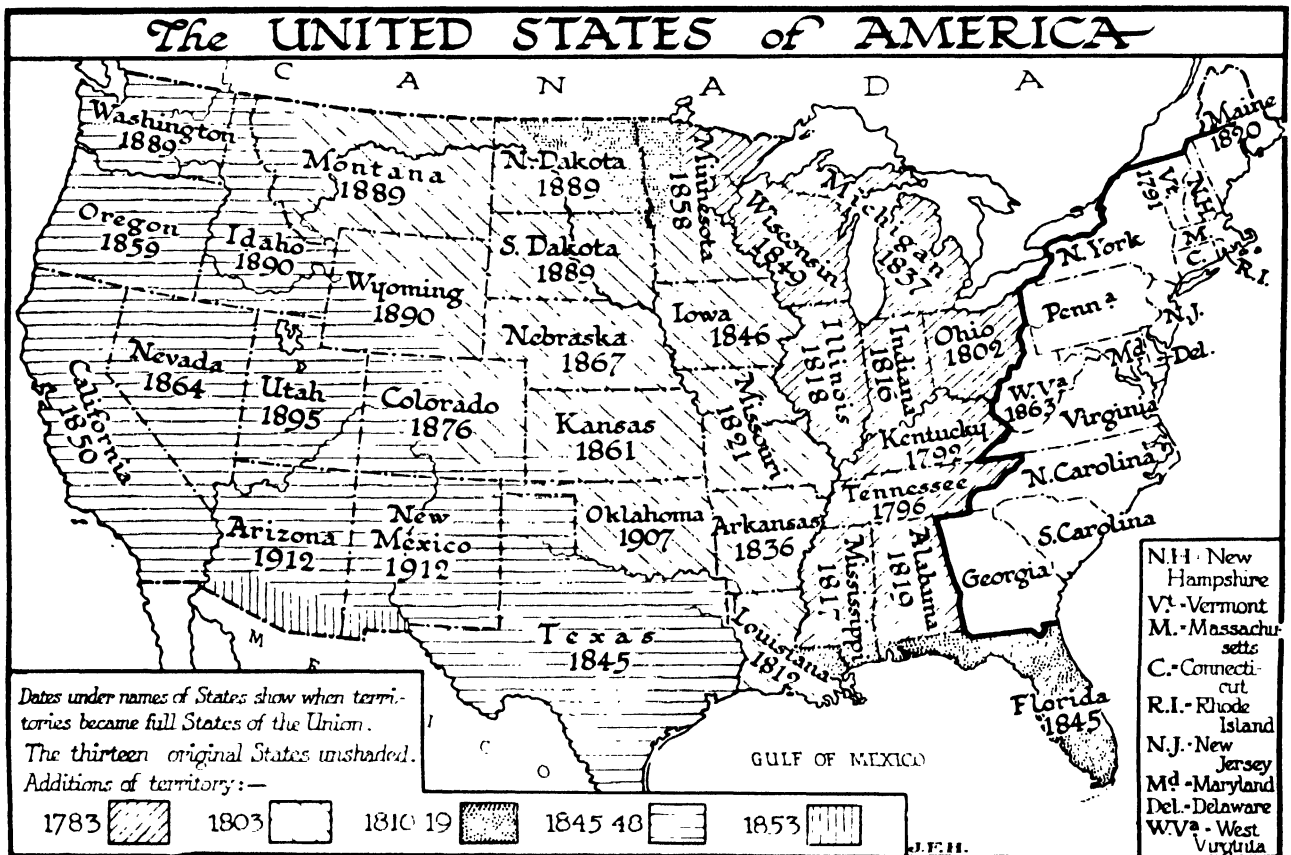 The UNITED STATES of AMERICA
C A N A D A
Washington
1889
Montana
1889
N. Dakota
1889
Minnesota
1858
Oregon
1859
Idaho
1890
Wyoming
1890
S. Dakota
1889
Wisconsin
1849
Michigan
1837
Maine
1820
Vt.
1791
N.H.
M.
C.
R.I.
N. York
Nevada
1864
Utah
1895
Colorado
1876
Nebraska
1867
Iowa
1846
Illinois
1818
Indiana
1816
Ohio
1802
Penna
N.J.
Md
Del.
California
1850
Kansas
1861
Missouri
1821
Kentucky
1792
W.Va
1863
Virginia
Arizona
1912
New
Mexico
1912
Oklahoma
1907
Arkansas
1836
Tennessee
1796
N. Carolina
S. Carolina
Texas
1845
Louisiana
1812
Mississippi
1817
Alabama
1819
Georgia
Florida
1845
M E I C O
GULF OF MEXICO
Dates under names of States show when terri-
tories became full States of the Union.
The thirteen original States unshaded.
Additions of territory:—
1783 1803 1810 19 1845 48 1853
J.F.H.
N.H - New
Hampshire
Vt - Vermont
M. - Massachu-
setts
C. - Connecti-
cut
R.I. - Rhode
Island
N.J. - New
Jersey
Md - Maryland
Del. - Delaware
W.Va - West
Virginia